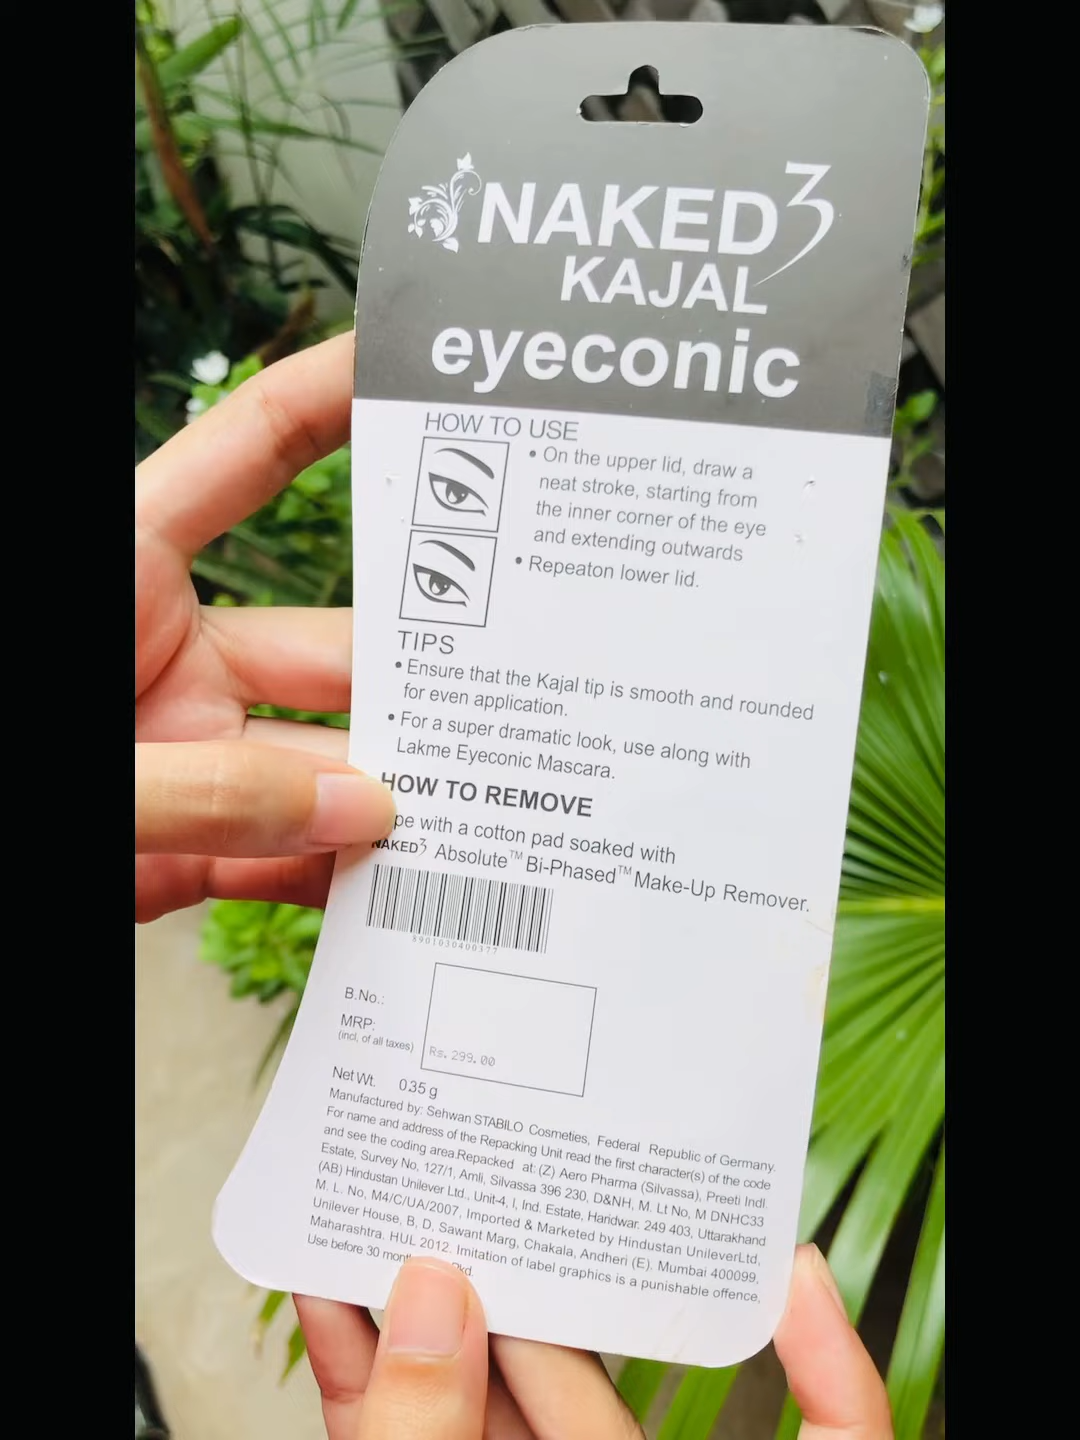 NAKED3
KAJAL
eyeconic
HOW TO USE
• On the upper lid, draw a
neat stroke, starting from
the inner corner of the eye
and extending outwards
• Repeaton lower lid.
TIPS
• Ensure that the Kajal tip is smooth and rounded
for even application.
• For a super dramatic look, use along with
Lakme Eyeconic Mascara.
HOW TO REMOVE
pe with a cotton pad soaked with
NAKED3 Absolute™ Bi-Phased™ Make-Up Remover.
8901030400377
B.No.:
MRP:
(incl, of all taxes)
Rs. 299.00
Net Wt. 0.35 g
Manufactured by: Sehwan STABILO Cosmeties, Federal Republic of Germany.
For name and address of the Repacking Unit read the first character(s) of the code
and see the coding area.Repacked at: (Z) Aero Pharma (Silvassa), Preeti Indl.
Estate, Survey No. 127/1, Amli, Silvassa 396 230, D&NH, M. Lt No, M DNHC33
(AB) Hindustan Unilever Ltd., Unit-4, I, Ind. Estate, Haridwar. 249 403, Uttarakhand
M. L. No, M4/C/UA/2007, Imported & Marketed by Hindustan UnileverLtd,
Unilever House, B, D, Sawant Marg, Chakala, Andheri (E). Mumbai 400099,
Maharashtra. HUL 2012. Imitation of label graphics is a punishable offence,
Use before 30 Pkd.